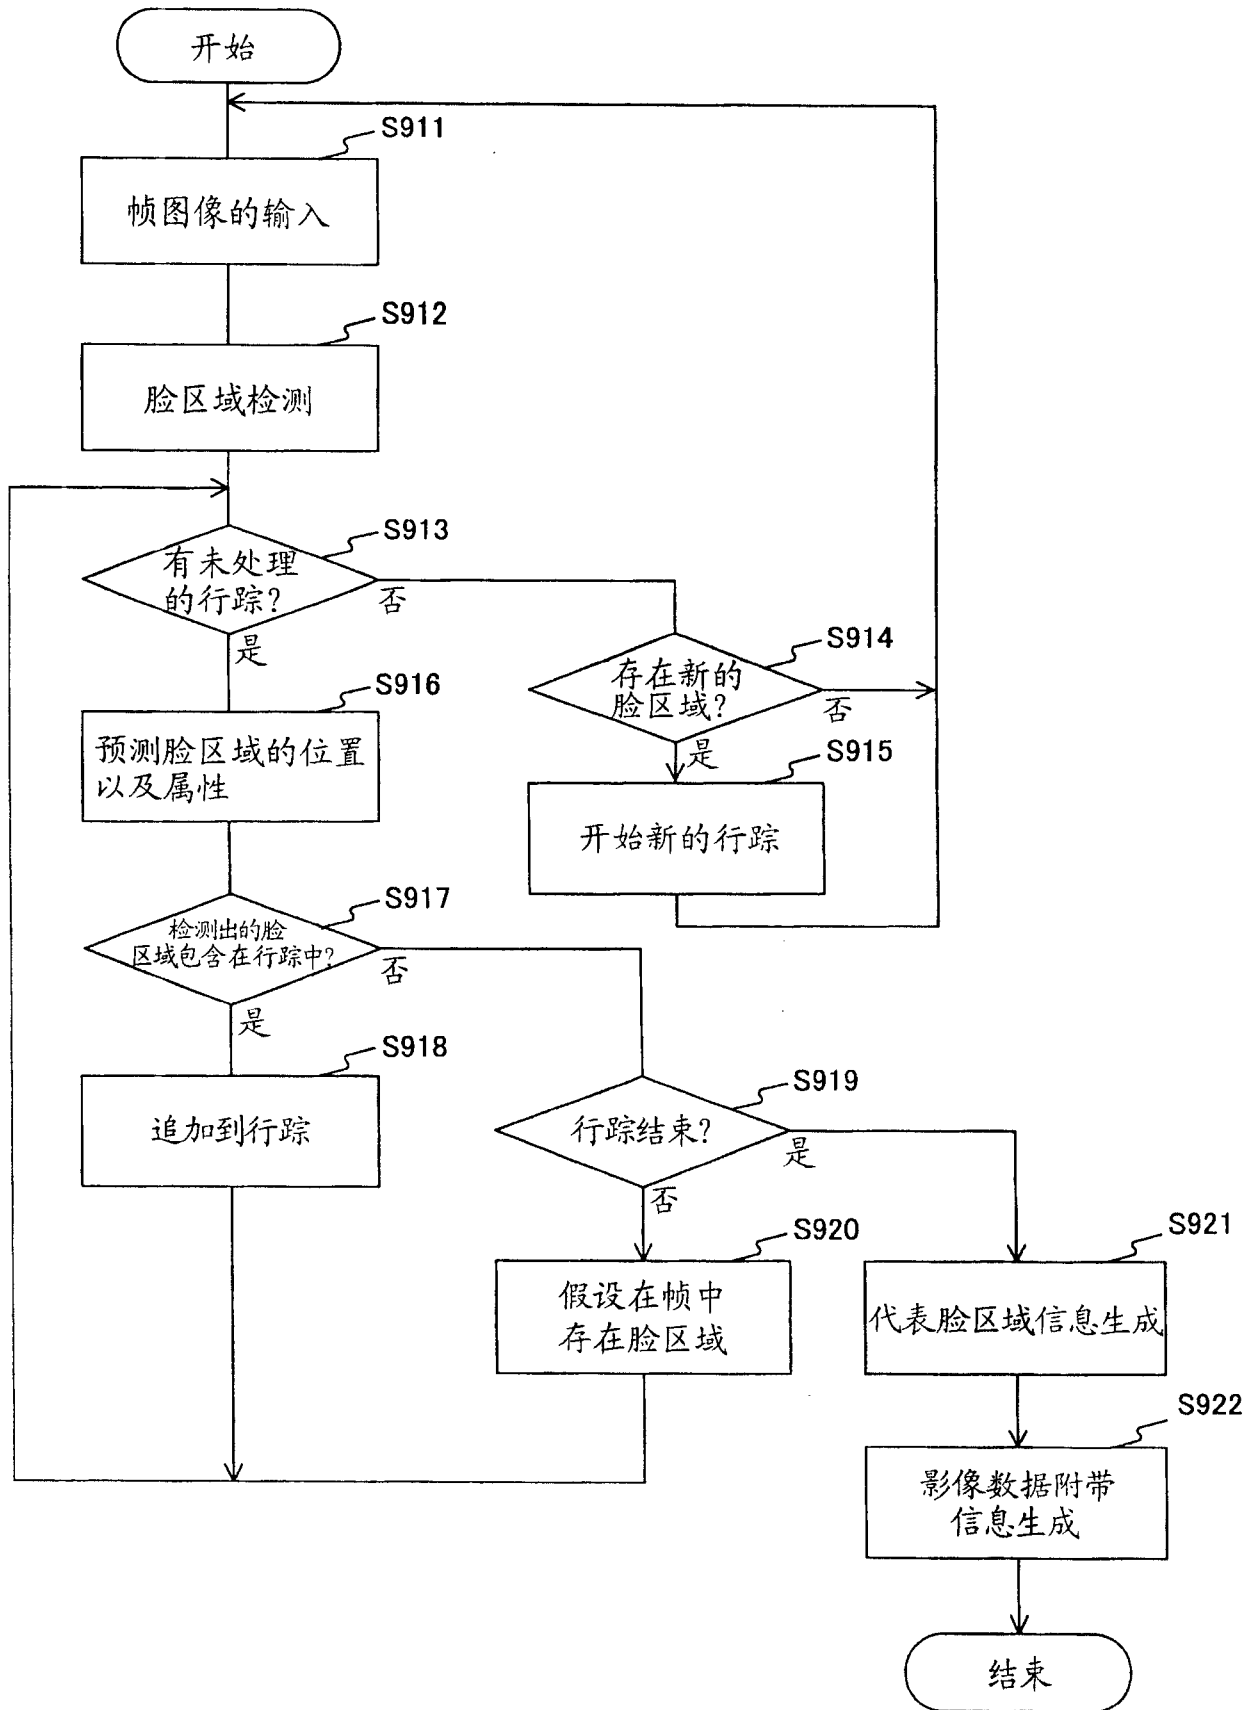 开始
S911
帧图像的输入
S912
脸区域检测
S913
有未处理
的行踪?
否
是
S914
存在新的
脸区域?
否
是
S915
开始新的行踪
S916
预测脸区域的位置
以及属性
S917
检测出的脸
区域包含在行踪中?
否
是
S918
追加到行踪
S919
行踪结束?
是
否
S920
假设在帧中
存在脸区域
S921
代表脸区域信息生成
S922
影像数据附带
信息生成
结束